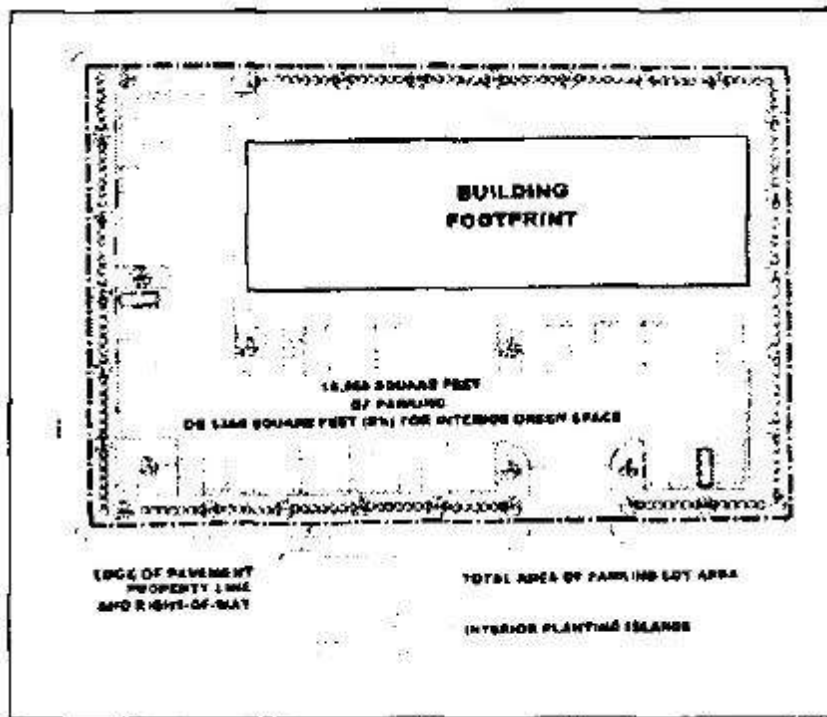 BUILDING
FOOTPRINT
SQUARE FEET
OF PARKING
SQUARE FEET (8%) FOR INTERIOR GREEN SPACE
EDGE OF PAVEMENT
PROPERTY LINE
AND RIGHT-OF-WAY
TOTAL AREA OF PARKING LOT AREA
INTERIOR PLANTING ISLANDS